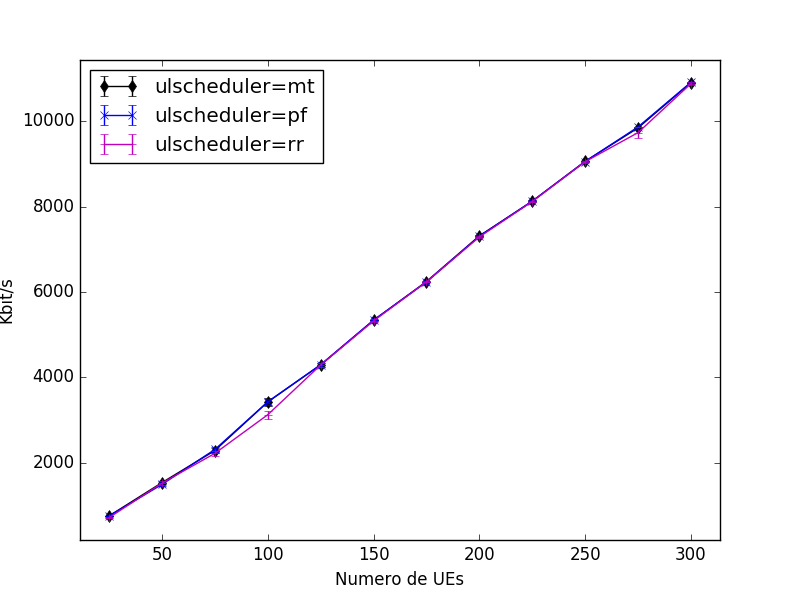 ulscheduler=mt
ulscheduler=pf
ulscheduler=rr
10000
8000
6000
4000
2000
Kbit/s
50 100 150 200 250 300
Numero de UEs